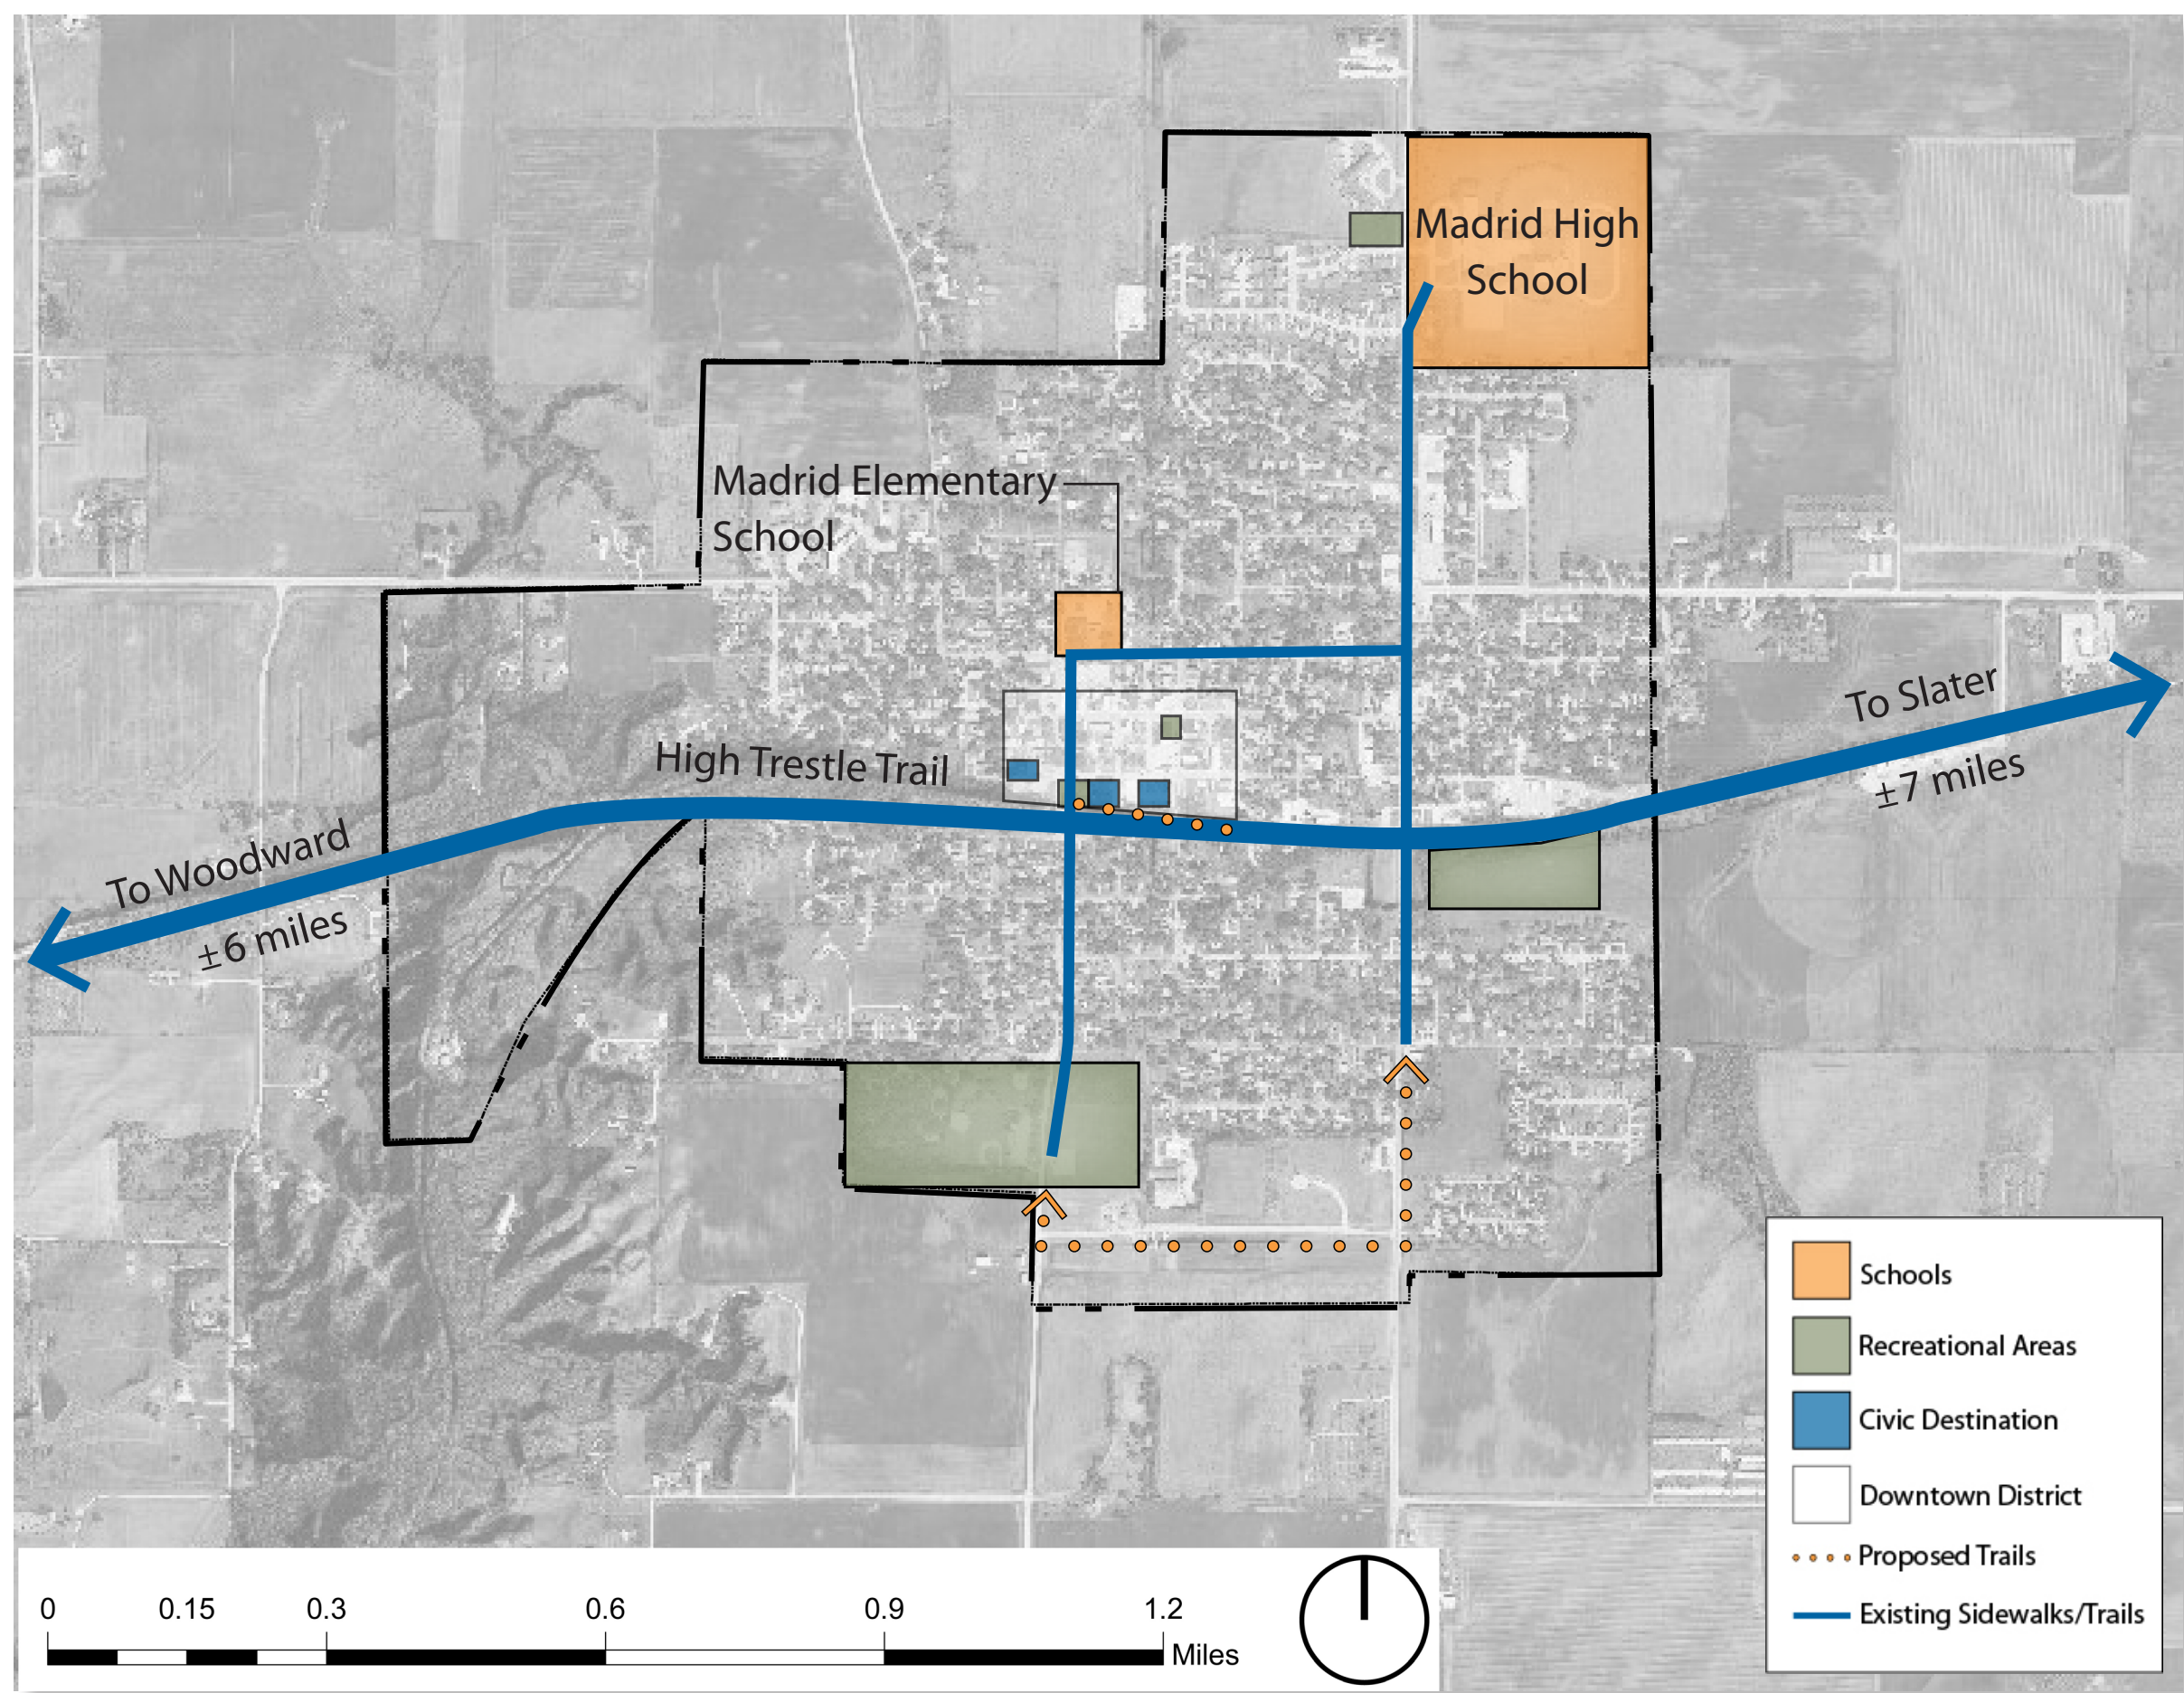 Madrid High
School
Madrid Elementary
School
High Trestle Trail
To Slater
±7 miles
To Woodward
±6 miles
Schools
Recreational Areas
Civic Destination
Downtown District
Proposed Trails
Existing Sidewalks/Trails
0 0.15 0.3 0.6 0.9 1.2
Miles